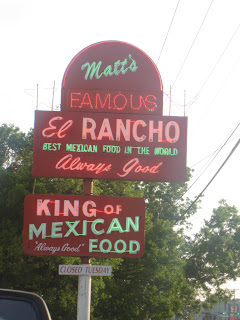 Matt's
FAMOUS
El RANCHO
BEST MEXICAN FOOD IN THE WORLD
Always Good
KING OF
MEXICAN
"Always Good" FOOD
CLOSED TUESDAY